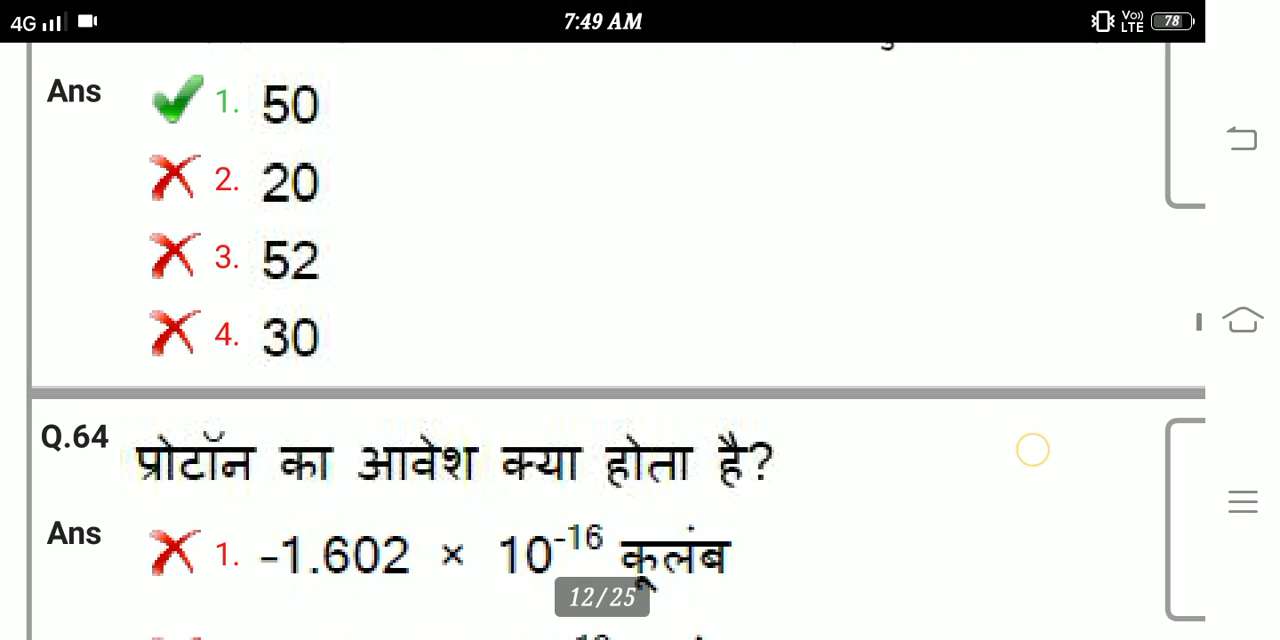 4G 7:49 AM Vo)) LTE 78
Ans 1. 50
2. 20
3. 52
4. 30
Q.64 प्रोटॉन का आवेश क्या होता है?
Ans 1. -1.602 × 10⁻¹⁶ कूलंब
12/25